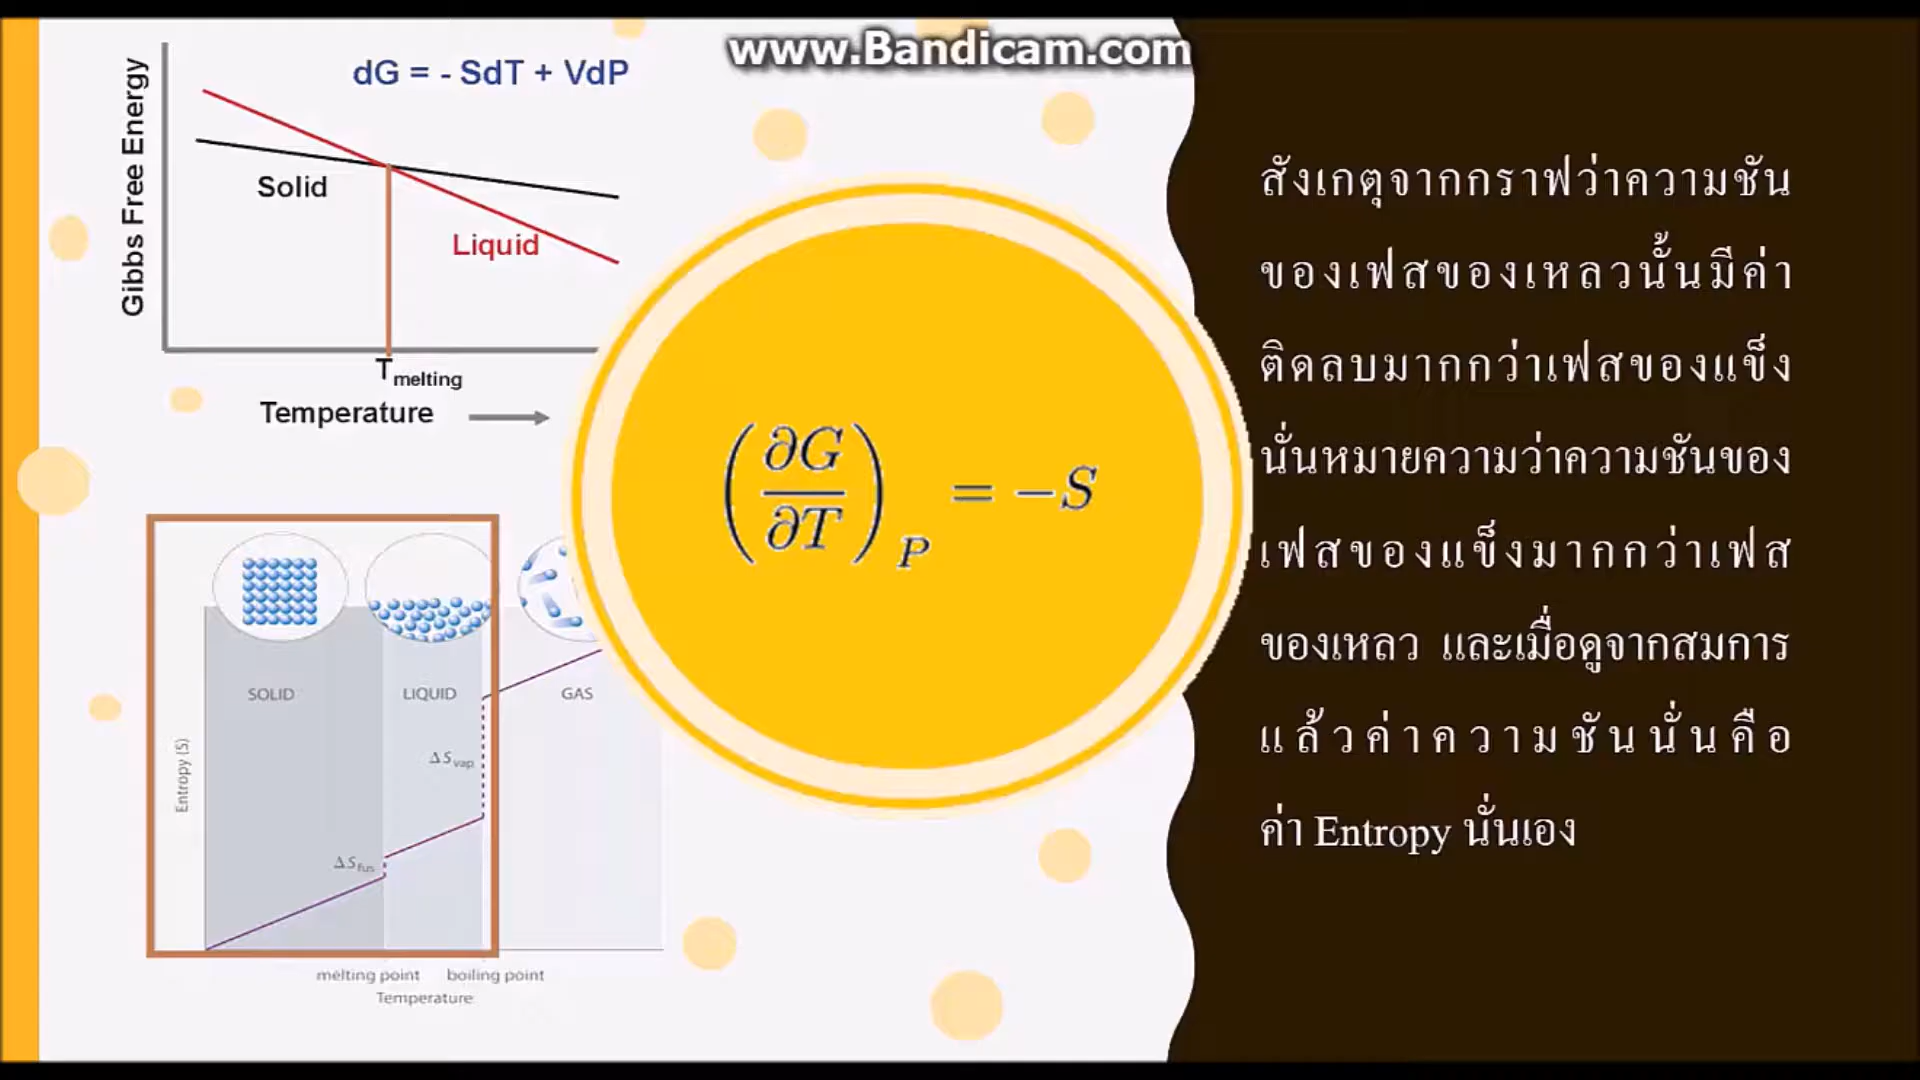 www.Bandicam.com
dG = - SdT + VdP
Gibbs Free Energy
Solid
Liquid
Tmelting
Temperature
SOLID
LIQUID
GAS
Entropy (S)
ΔSvap
ΔSfus
melting point
boiling point
Temperature
(∂G/∂T)P = −S
สังเกตุจากกราฟว่าความชัน
ของเฟสของเหลวนั้นมีค่า
ติดลบมากกว่าเฟสของแข็ง
นั่นหมายความว่าความชันของ
เฟสของแข็งมากกว่าเฟส
ของเหลว และเมื่อดูจากสมการ
แล้วค่าความชันนั่นคือ
ค่า Entropy นั่นเอง